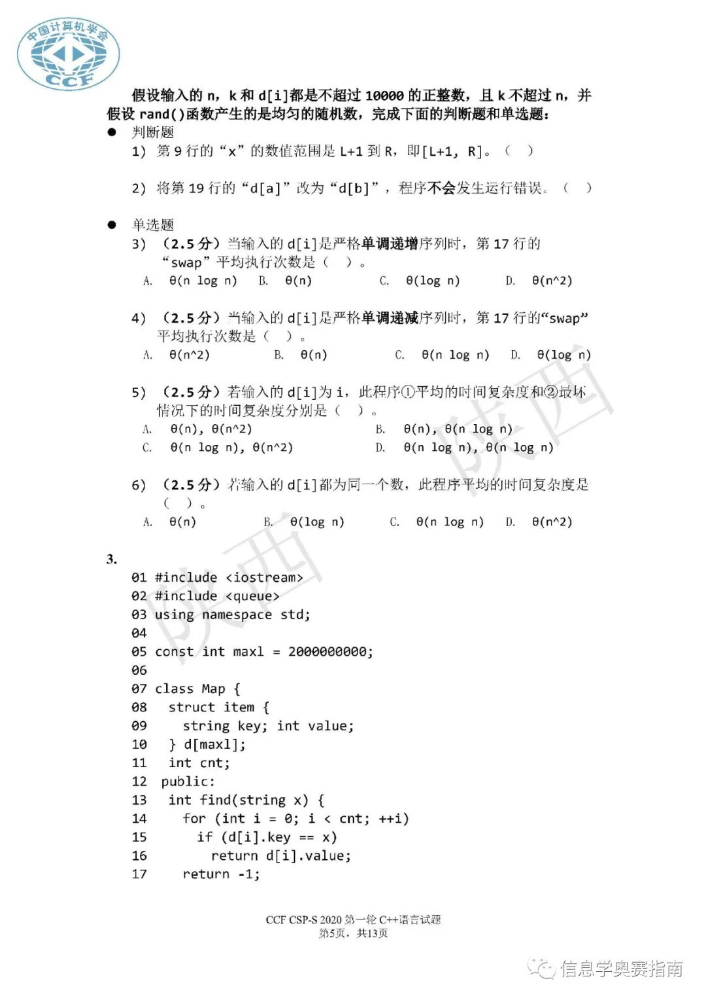 中国计算机学会
CCF
假设输入的 n，k 和 d[i]都是不超过 10000 的正整数，且 k 不超过 n，并
假设 rand()函数产生的是均匀的随机数，完成下面的判断题和单选题：
● 判断题
1) 第 9 行的“x”的数值范围是 L+1 到 R，即[L+1, R]。（ ）
2) 将第 19 行的“d[a]”改为“d[b]”，程序不会发生运行错误。（ ）
● 单选题
3) （2.5 分）当输入的 d[i]是严格单调递增序列时，第 17 行的
“swap”平均执行次数是（ ）。
A. θ(n log n) B. θ(n) C. θ(log n) D. θ(n^2)
4) （2.5 分）当输入的 d[i]是严格单调递减序列时，第 17 行的“swap”
平均执行次数是（ ）。
A. θ(n^2) B. θ(n) C. θ(n log n) D. θ(log n)
5) （2.5 分）若输入的 d[i]为 i，此程序①平均的时间复杂度和②最坏
情况下的时间复杂度分别是（ ）。
A. θ(n), θ(n^2) B. θ(n), θ(n log n)
C. θ(n log n), θ(n^2) D. θ(n log n), θ(n log n)
6) （2.5 分）若输入的 d[i]都为同一个数，此程序平均的时间复杂度是
（ ）。
A. θ(n) B. θ(log n) C. θ(n log n) D. θ(n^2)
3.
01 #include <iostream>
02 #include <queue>
03 using namespace std;
04
05 const int maxl = 2000000000;
06
07 class Map {
08 struct item {
09 string key; int value;
10 } d[maxl];
11 int cnt;
12 public:
13 int find(string x) {
14 for (int i = 0; i < cnt; ++i)
15 if (d[i].key == x)
16 return d[i].value;
17 return -1;
陕西
陕西
CCF CSP-S 2020 第一轮 C++语言试题
第5页，共13页
信息学奥赛指南